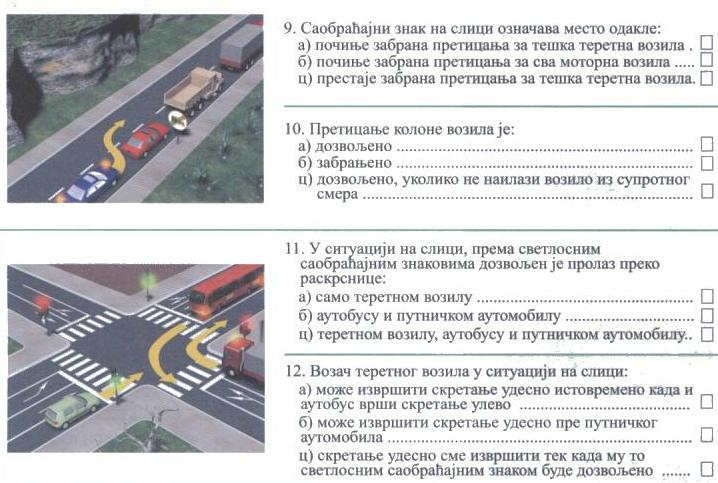 9. Саобраћајни знак на слици означава место одакле:
а) почиње забрана претицања за тешка теретна возила .
б) почиње забрана претицања за сва моторна возила .....
ц) престаје забрана претицања за тешка теретна возила.
10. Претицање колоне возила је:
а) дозвољено
б) забрањено
ц) дозвољено, уколико не наилази возило из супротног
смера
11. У ситуацији на слици, према светлосним
саобраћајним знаковима дозвољен је пролаз преко
раскрснице:
а) само теретном возилу
б) аутобусу и путничком аутомобилу
ц) теретном возилу, аутобусу и путничком аутомобилу..
12. Возач теретног возила у ситуацији на слици:
а) може извршити скретање удесно истовремено када и
аутобус врши скретање улево
б) може извршити скретање удесно пре путничког
аутомобила
ц) скретање удесно сме извршити тек када му то
светлосним саобраћајним знаком буде дозвољено .......